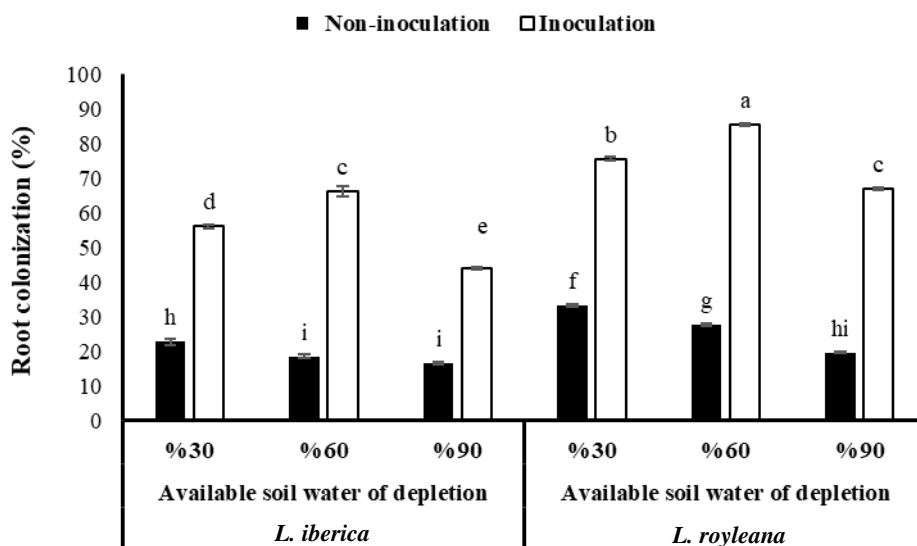 Non-inoculation Inoculation
Root colonization (%)
100
90
80
70
60
50
40
30
20
10
0
h d i c i e f b g a hi c
%30 %60 %90 %30 %60 %90
Available soil water of depletion Available soil water of depletion
L. iberica L. royleana